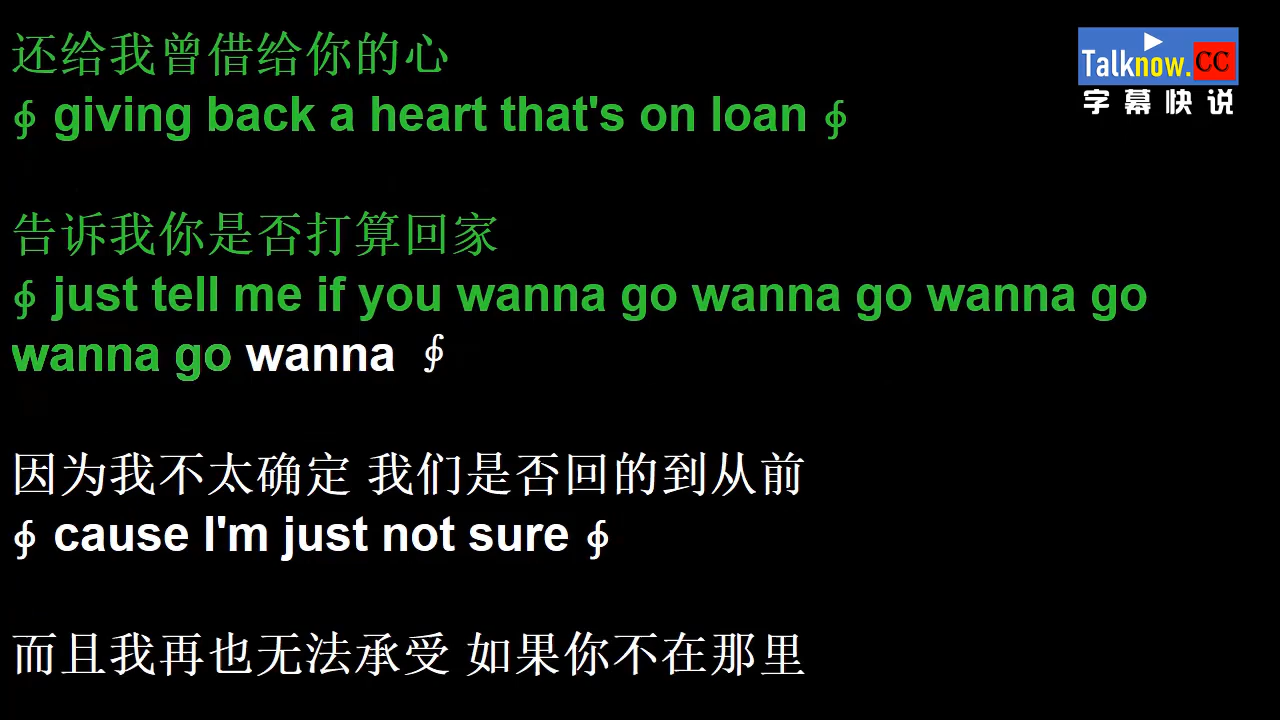 还给我曾借给你的心
∮ giving back a heart that's on loan ∮
告诉我你是否打算回家
∮ just tell me if you wanna go wanna go wanna go
wanna go wanna ∮
因为我不太确定 我们是否回的到从前
∮ cause I'm just not sure ∮
而且我再也无法承受 如果你不在那里
Talknow.CC
字幕快说